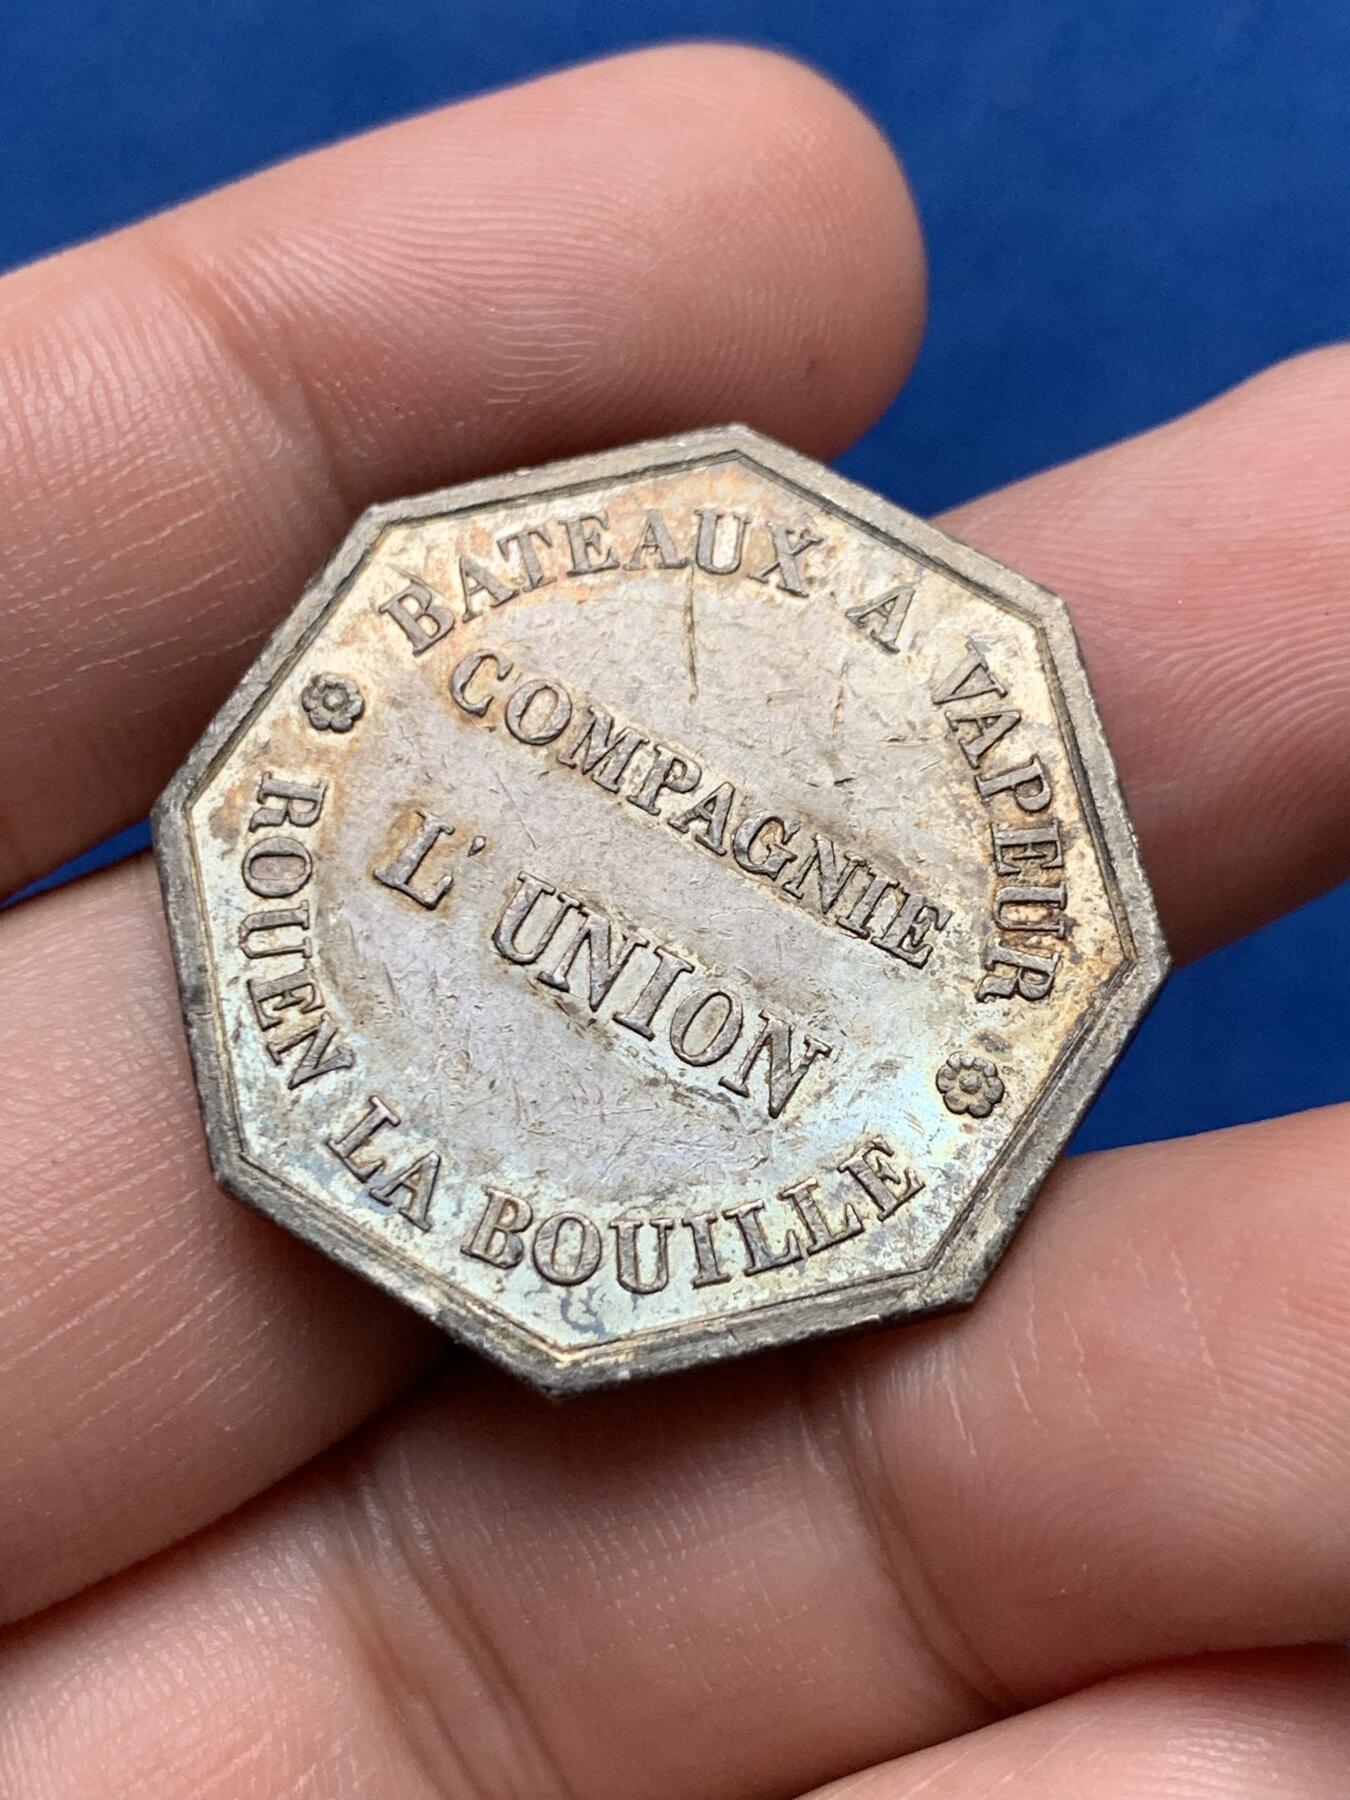 BATEAUX A VAPEUR
COMPAGNIE
L' UNION
ROUEN LA BOUILLE